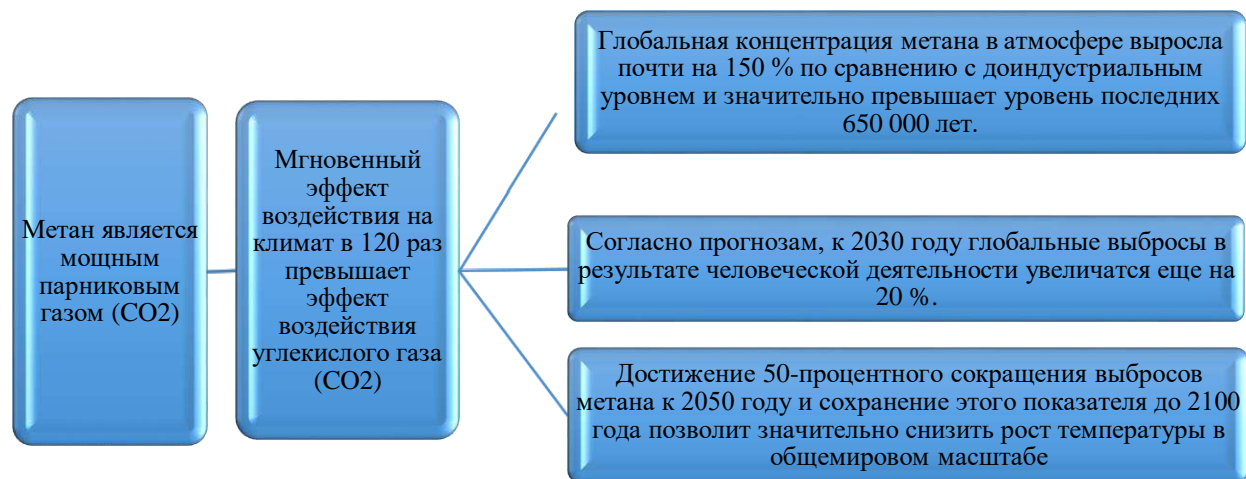 Метан является
мощным
парниковым
газом (СО2)
Мгновенный
эффект
воздействия на
климат в 120 раз
превышает
эффект
воздействия
углекислого газа
(СО2)
Глобальная концентрация метана в атмосфере выросла
почти на 150 % по сравнению с доиндустриальным
уровнем и значительно превышает уровень последних
650 000 лет.
Согласно прогнозам, к 2030 году глобальные выбросы в
результате человеческой деятельности увеличатся еще на
20 %.
Достижение 50-процентного сокращения выбросов
метана к 2050 году и сохранение этого показателя до 2100
года позволит значительно снизить рост температуры в
общемировом масштабе